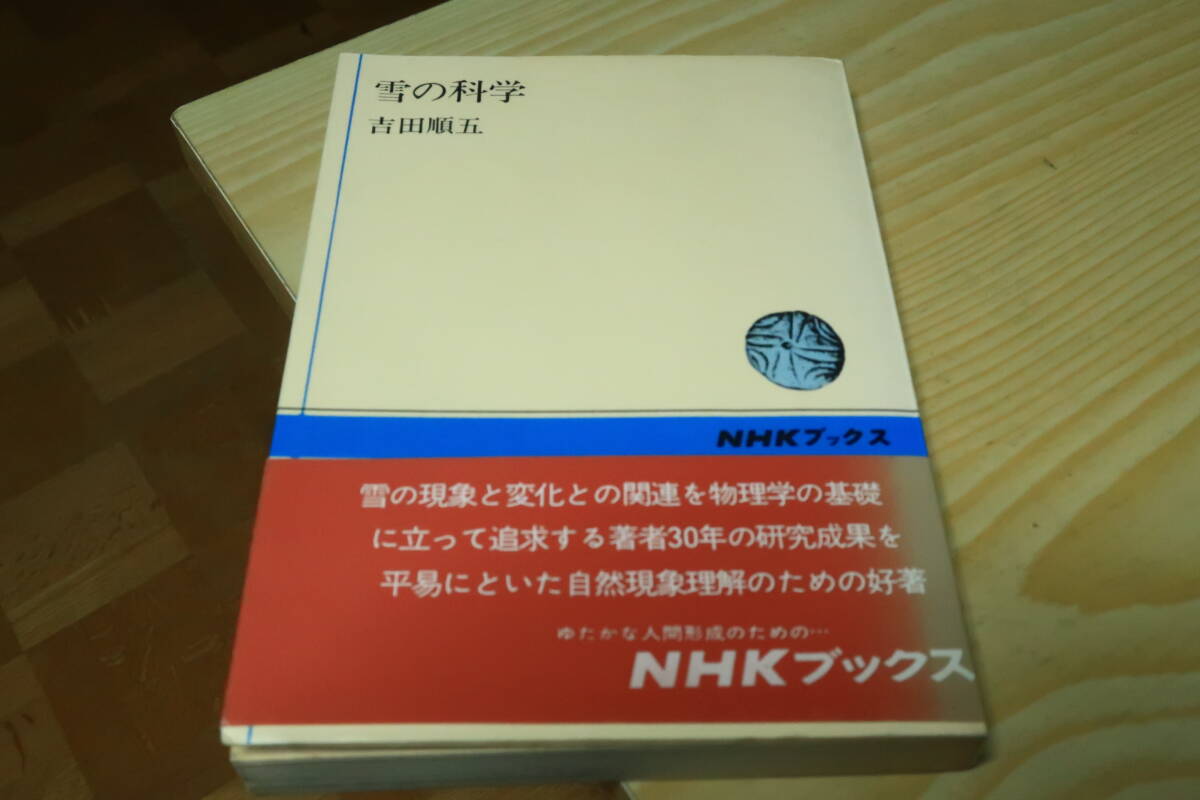 雪の科学
吉田順五
NHKブックス
雪の現象と変化との関連を物理学の基礎
に立って追求する著者30年の研究成果を
平易にといた自然現象理解のための好著
ゆたかな人間形成のための…
NHKブックス